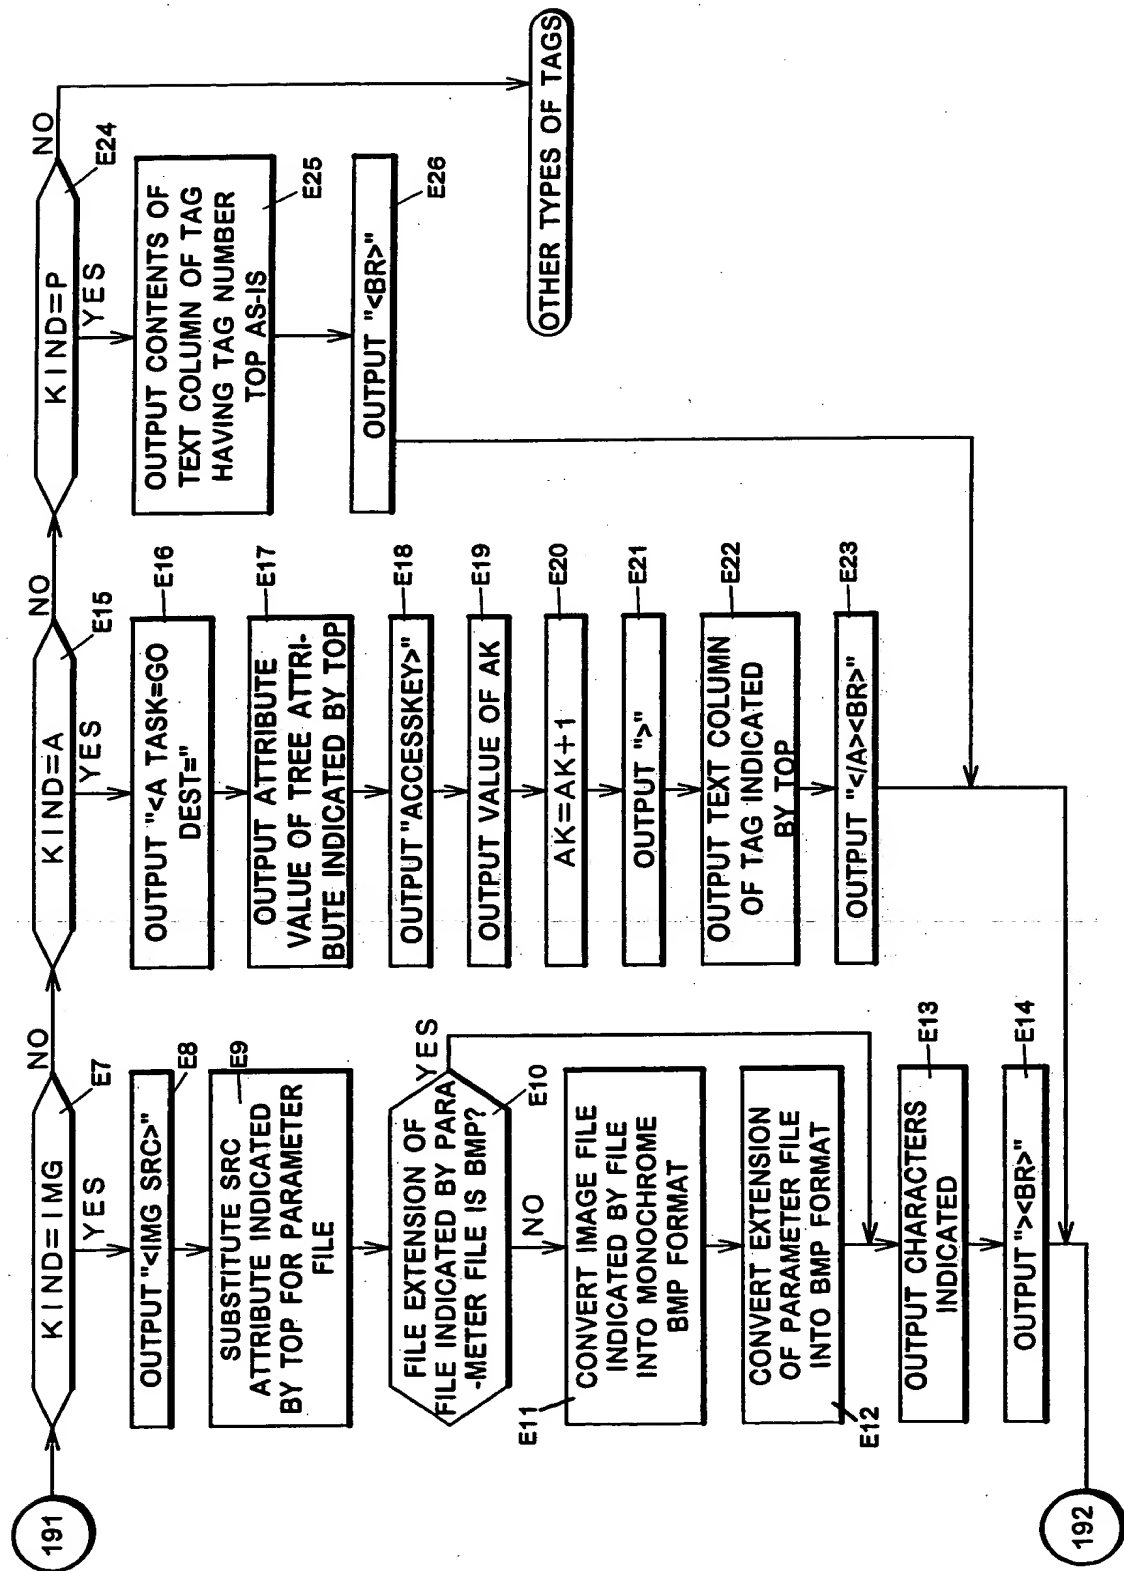 191
KIND=IMG
NO
E7
YES
OUTPUT "<IMG SRC>"
E8
SUBSTITUTE SRC
ATTRIBUTE INDICATED
BY TOP FOR PARAMETER
FILE
E9
FILE EXTENSION OF
FILE INDICATED BY PARA
-METER FILE IS BMP?
YES
E10
NO
CONVERT IMAGE FILE
INDICATED BY FILE
INTO MONOCHROME
BMP FORMAT
E11
CONVERT EXTENSION
OF PARAMETER FILE
INTO BMP FORMAT
E12
OUTPUT CHARACTERS
INDICATED
E13
OUTPUT "><BR>"
E14
192
KIND=A
NO
E15
YES
OUTPUT "<A TASK=GO
DEST="
E16
OUTPUT ATTRIBUTE
VALUE OF TREE ATTRI-
BUTE INDICATED BY TOP
E17
OUTPUT "ACCESSKEY>"
E18
OUTPUT VALUE OF AK
E19
AK=AK+1
E20
OUTPUT ">"
E21
OUTPUT TEXT COLUMN
OF TAG INDICATED
BY TOP
E22
OUTPUT "</A><BR>"
E23
KIND=P
NO
E24
YES
OUTPUT CONTENTS OF
TEXT COLUMN OF TAG
HAVING TAG NUMBER
TOP AS-IS
E25
OUTPUT "<BR>"
E26
OTHER TYPES OF TAGS